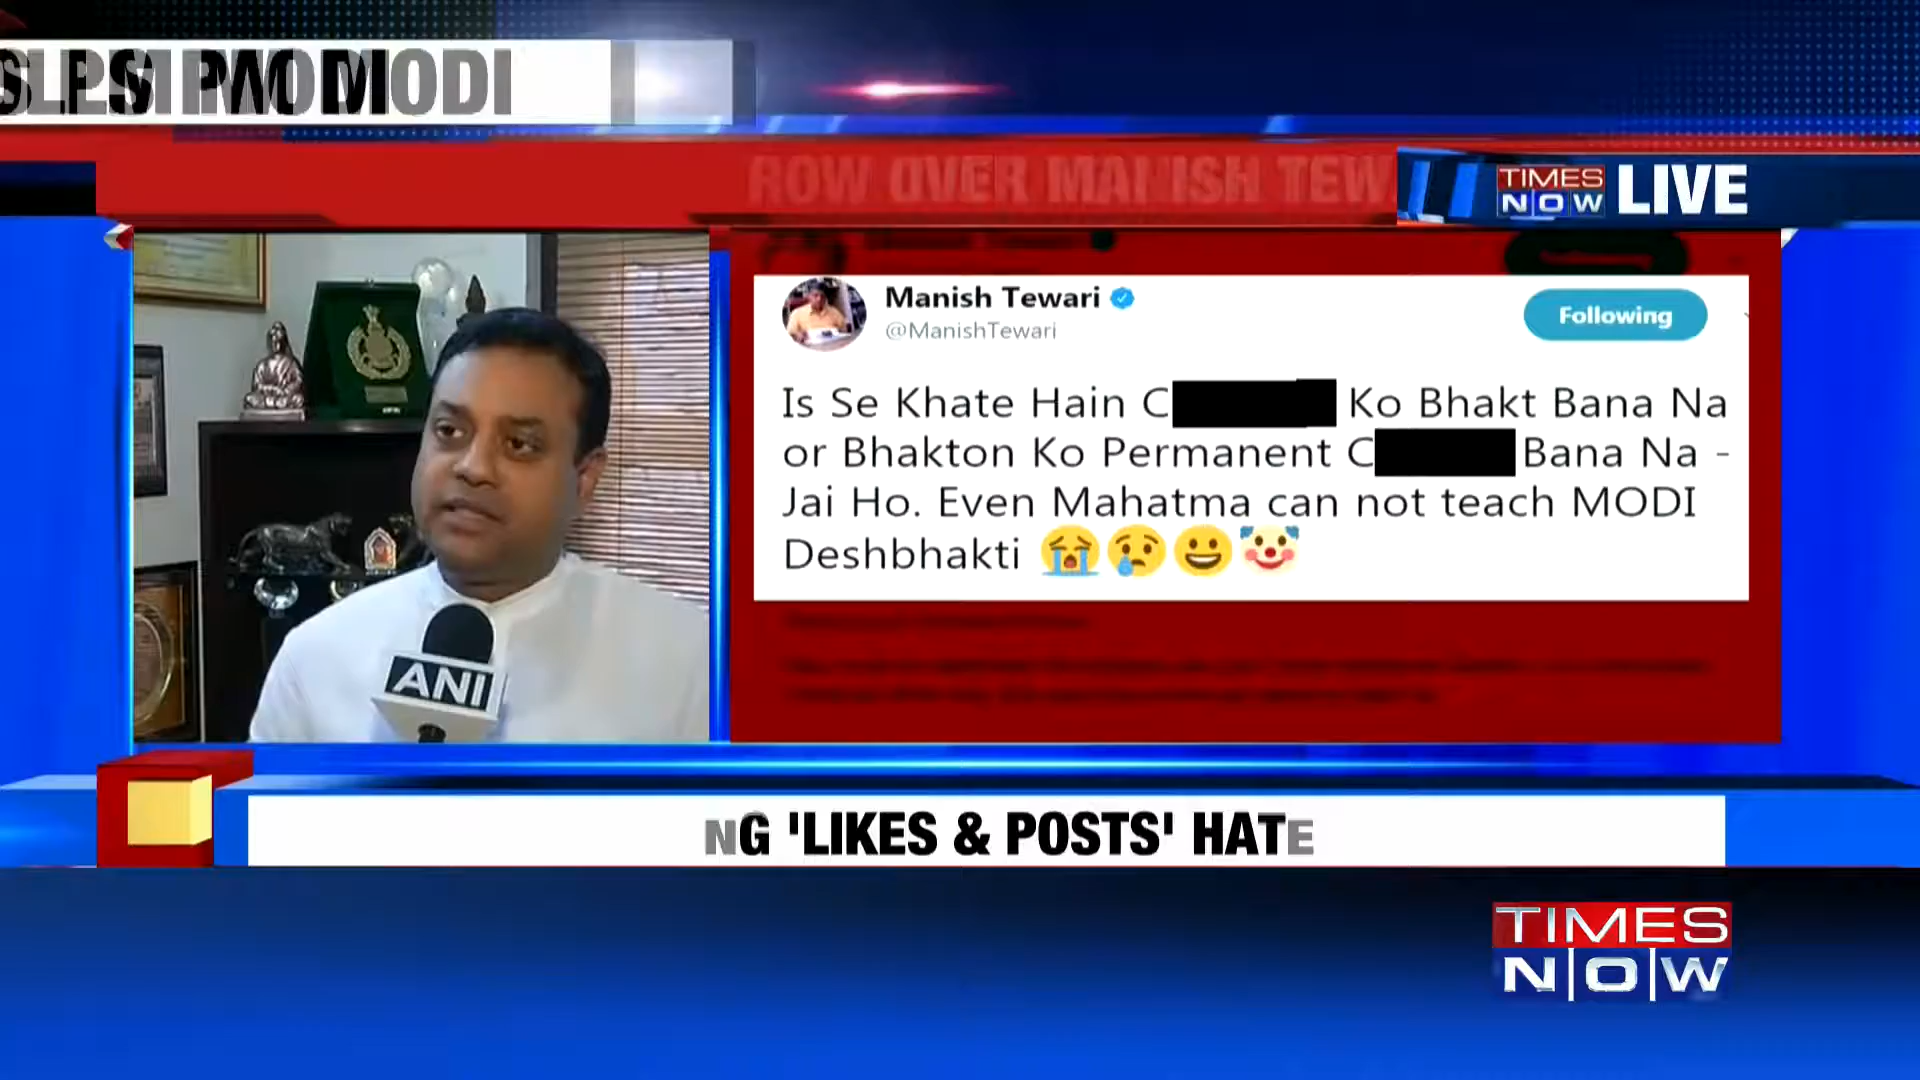 ROW OVER MANISH TEW
TIMES
NOW
LIVE
Manish Tewari
@ManishTewari
Following
Is Se Khate Hain C Ko Bhakt Bana Na
or Bhakton Ko Permanent C Bana Na -
Jai Ho. Even Mahatma can not teach MODI
Deshbhakti 😭😢😀🤡
ANI
NG 'LIKES & POSTS' HATE
TIMES
NOW